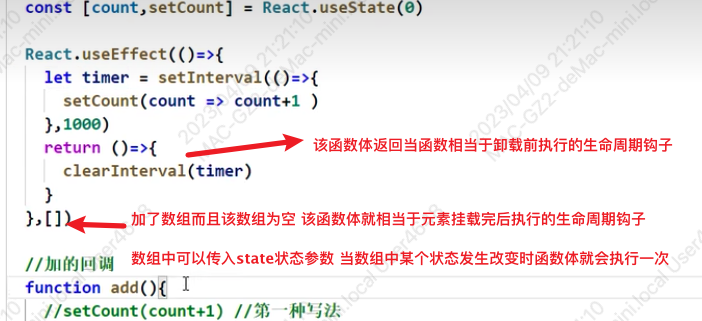 const [count,setCount] = React.useState(0)
React.useEffect(()=>{
let timer = setInterval(()=>{
setCount(count => count+1 )
},1000)
return ()=>{
该函数体返回当函数相当于卸载前执行的生命周期钩子
clearInterval(timer)
}
},[])
加了数组而且该数组为空 该函数体就相当于元素挂载完后执行的生命周期钩子
数组中可以传入state状态参数 当数组中某个状态发生改变时函数体就会执行一次
//加的回调
function add(){
//setCount(count+1) //第一种写法
2023/04/09 21:21:10
MAC-GZ2-deMac-mini.local